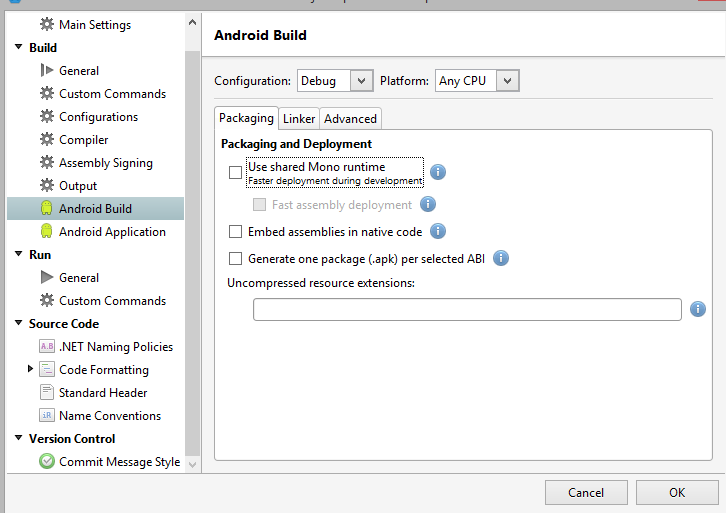 Main Settings
Build
General
Custom Commands
Configurations
Compiler
Assembly Signing
Output
Android Build
Android Application
Run
General
Custom Commands
Source Code
A.B .NET Naming Policies
Code Formatting
Standard Header
iR Name Conventions
Version Control
Commit Message Style
Android Build
Configuration: Debug Platform: Any CPU
Packaging Linker Advanced
Packaging and Deployment
Use shared Mono runtime
Faster deployment during development
Fast assembly deployment
Embed assemblies in native code
Generate one package (.apk) per selected ABI
Uncompressed resource extensions:
Cancel OK